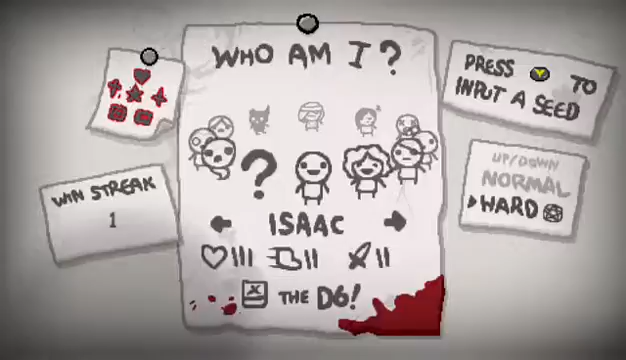 WHO AM I?
PRESS Y TO
INPUT A SEED
WIN STREAK
1
UP/DOWN
NORMAL
HARD
?
ISAAC
THE D6!